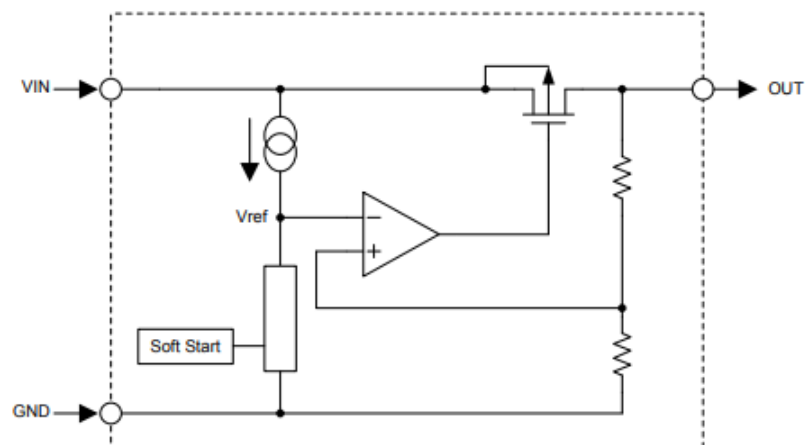 VIN
OUT
Vref
−
+
Soft Start
GND